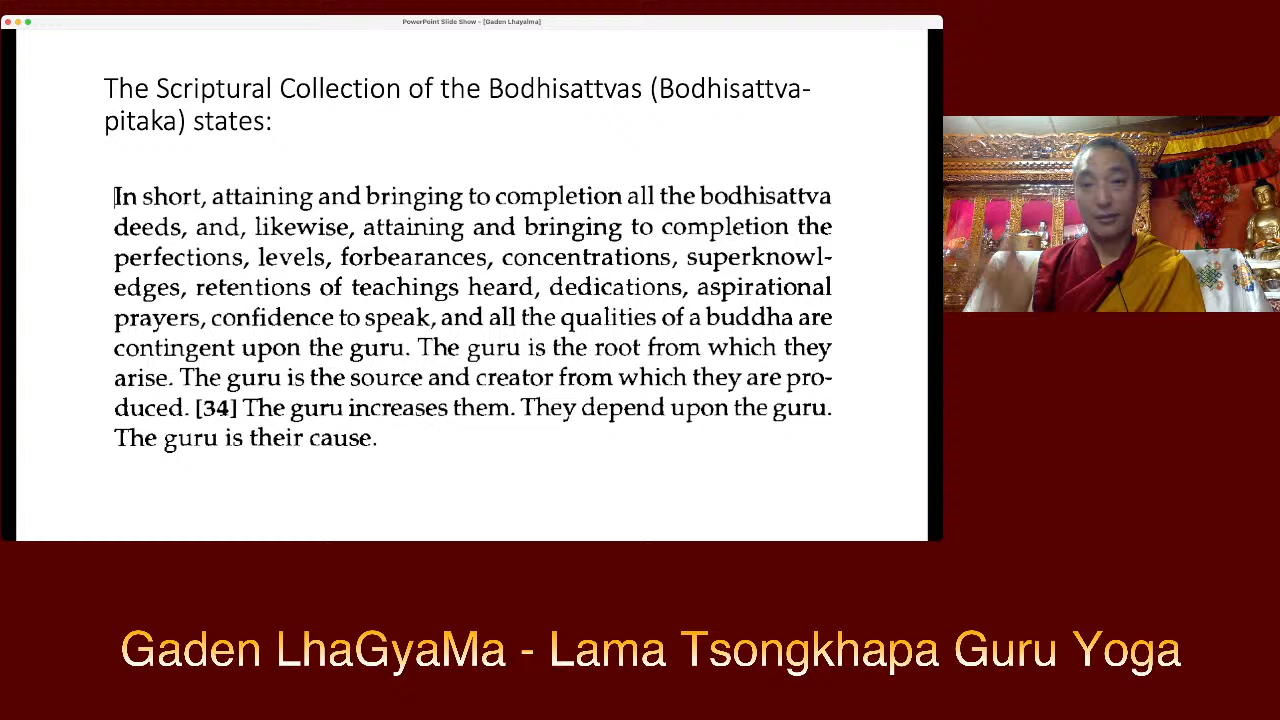 PowerPoint Slide Show - [Gaden Lhayalma]
The Scriptural Collection of the Bodhisattvas (Bodhisattva-
pitaka) states:
In short, attaining and bringing to completion all the bodhisattva
deeds, and, likewise, attaining and bringing to completion the
perfections, levels, forbearances, concentrations, superknowl-
edges, retentions of teachings heard, dedications, aspirational
prayers, confidence to speak, and all the qualities of a buddha are
contingent upon the guru. The guru is the root from which they
arise. The guru is the source and creator from which they are pro-
duced. [34] The guru increases them. They depend upon the guru.
The guru is their cause.
Gaden LhaGyaMa - Lama Tsongkhapa Guru Yoga